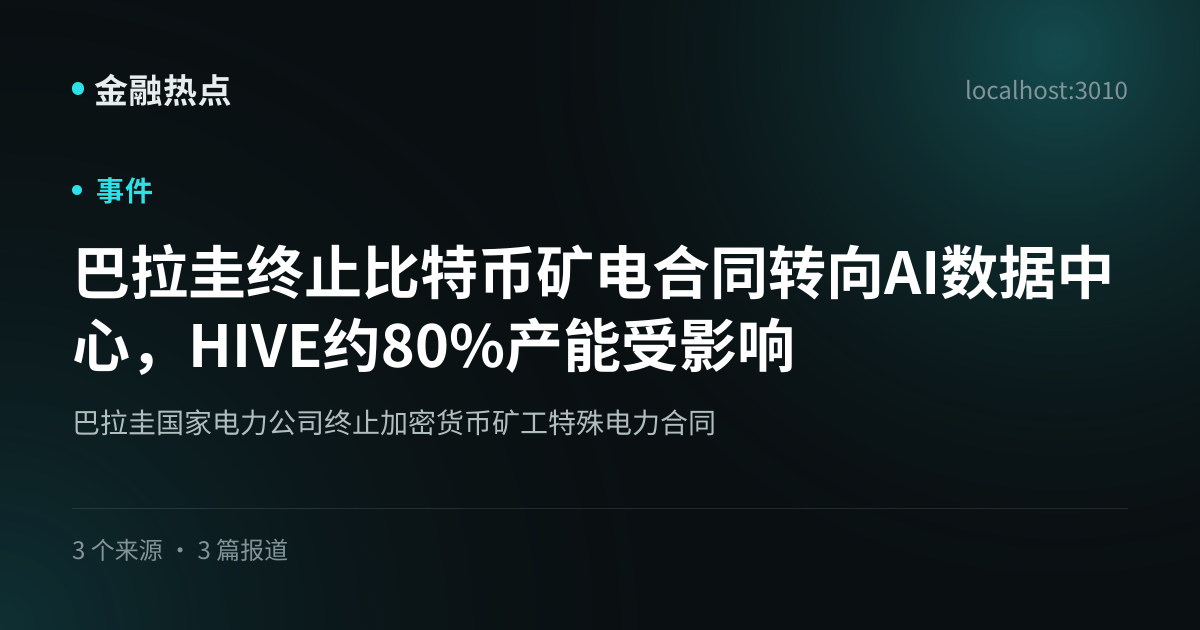 金融热点
localhost:3010
事件
巴拉圭终止比特币矿电合同转向AI数据中
心，HIVE约80%产能受影响
巴拉圭国家电力公司终止加密货币矿工特殊电力合同
3 个来源 · 3 篇报道